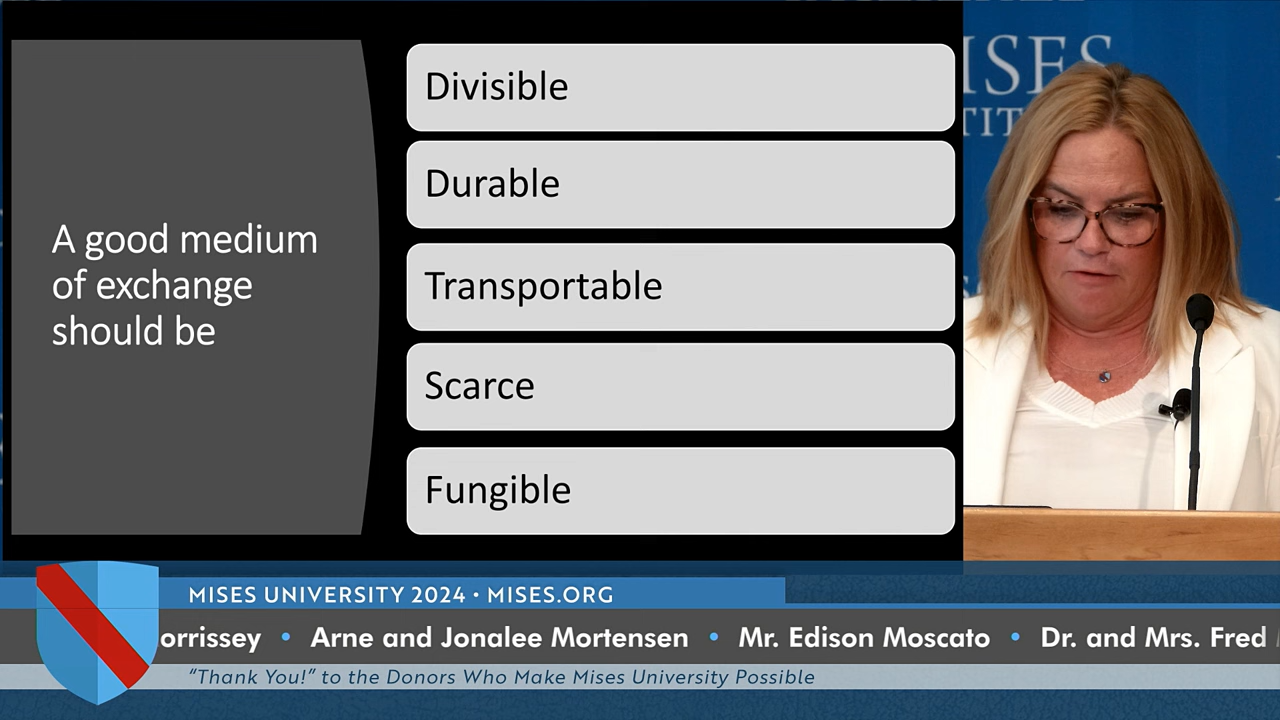 A good medium
of exchange
should be
Divisible
Durable
Transportable
Scarce
Fungible
ISES
TIT
MISES UNIVERSITY 2024 • MISES.ORG
orrissey • Arne and Jonalee Mortensen • Mr. Edison Moscato • Dr. and Mrs. Fred
“Thank You!” to the Donors Who Make Mises University Possible